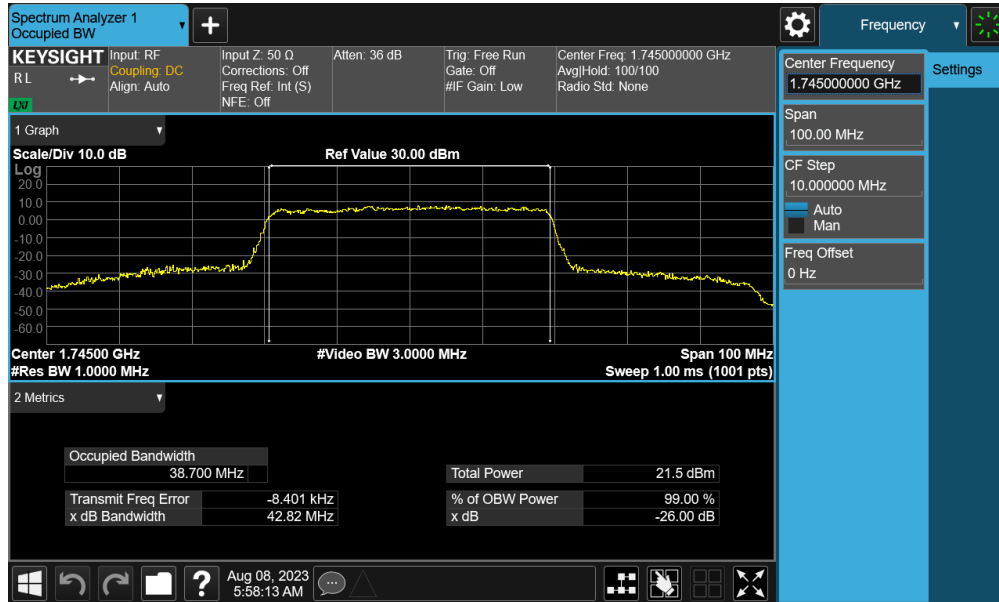 Spectrum Analyzer 1
Occupied BW
Frequency
KEYSIGHT
R L
LXI
Input: RF
Coupling: DC
Align: Auto
Input Z: 50 Ω
Corrections: Off
Freq Ref: Int (S)
NFE: Off
Atten: 36 dB
Trig: Free Run
Gate: Off
#IF Gain: Low
Center Freq: 1.745000000 GHz
Avg|Hold: 100/100
Radio Std: None
Center Frequency
1.745000000 GHz
Settings
Span
100.00 MHz
CF Step
10.000000 MHz
Auto
Man
Freq Offset
0 Hz
1 Graph
Scale/Div 10.0 dB
Ref Value 30.00 dBm
Log
20.0
10.0
0.00
-10.0
-20.0
-30.0
-40.0
-50.0
-60.0
Center 1.74500 GHz
#Video BW 3.0000 MHz
Span 100 MHz
#Res BW 1.0000 MHz
Sweep 1.00 ms (1001 pts)
2 Metrics
Occupied Bandwidth
38.700 MHz
Total Power 21.5 dBm
Transmit Freq Error -8.401 kHz
% of OBW Power 99.00 %
x dB Bandwidth 42.82 MHz
x dB -26.00 dB
?
Aug 08, 2023
5:58:13 AM